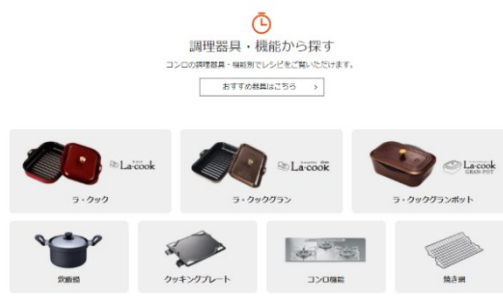 調理器具・機能から探す
コンロの調理器具・機能別でレシピをご覧いただけます。
おすすめ器具はこちら >
La-cook
La-cook
La-cook
GRAN POT
ラ・クック
ラ・クックグラン
ラ・クックグランポット
炊飯鍋
クッキングプレート
コンロ機能
焼き網